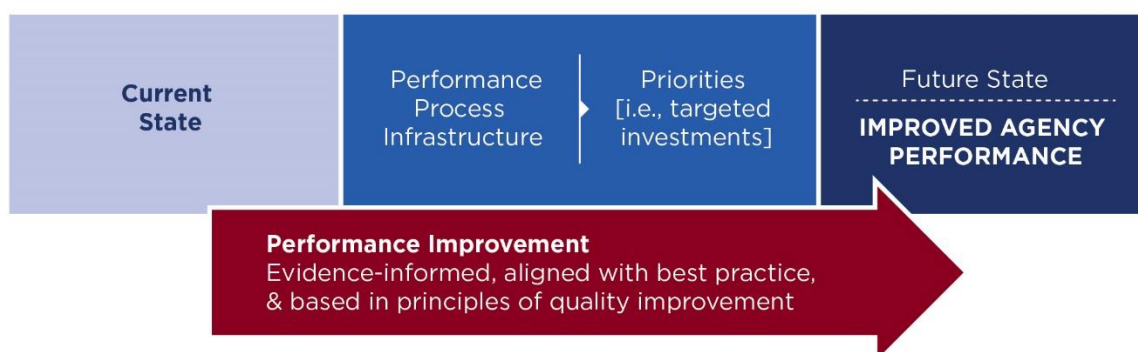 Current
State
Performance
Process
Infrastructure
Priorities
[i.e., targeted
investments]
Future State
IMPROVED AGENCY
PERFORMANCE
Performance Improvement
Evidence-informed, aligned with best practice,
& based in principles of quality improvement